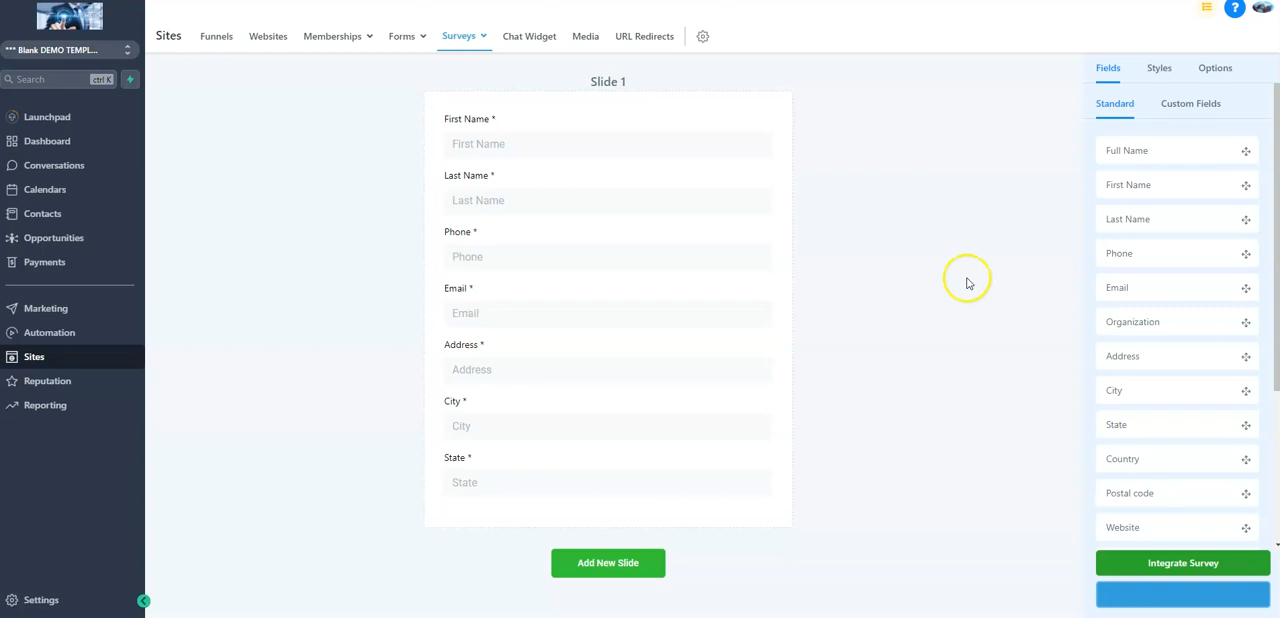 *** Blank DEMO TEMPL...
Search
ctrl K
Launchpad
Dashboard
Conversations
Calendars
Contacts
Opportunities
Payments
Marketing
Automation
Sites
Reputation
Reporting
Settings
Sites
Funnels
Websites
Memberships
Forms
Surveys
Chat Widget
Media
URL Redirects
?
Slide 1
First Name *
First Name
Last Name *
Last Name
Phone *
Phone
Email *
Email
Address *
Address
City *
City
State *
State
Add New Slide
Fields
Styles
Options
Standard
Custom Fields
Full Name
First Name
Last Name
Phone
Email
Organization
Address
City
State
Country
Postal code
Website
Integrate Survey